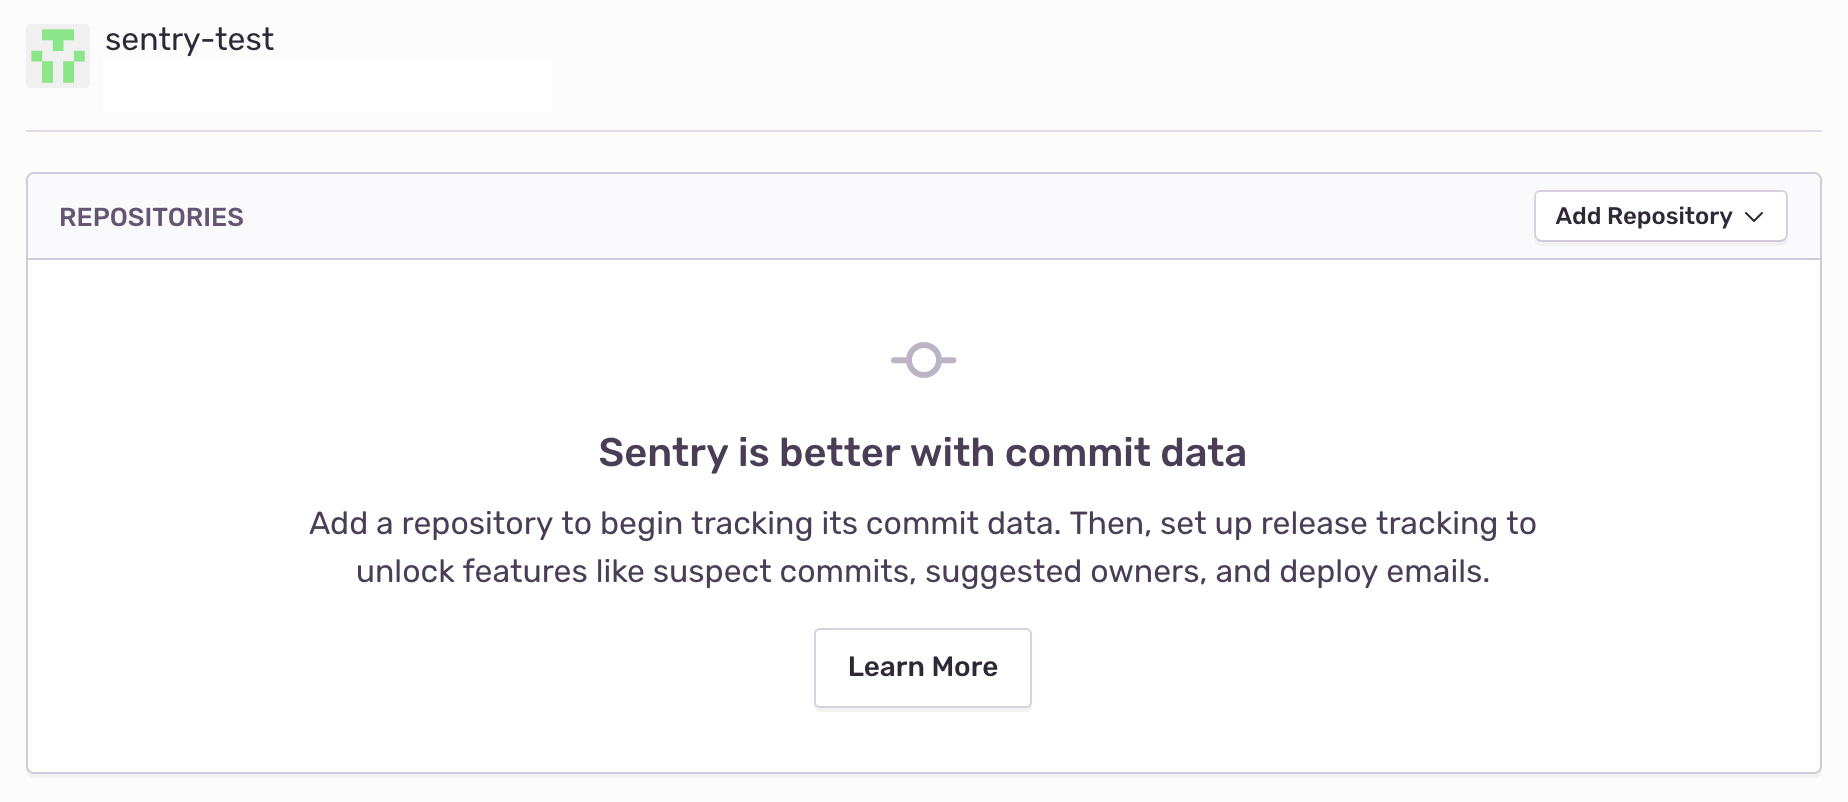 sentry-test
REPOSITORIES
Add Repository
Sentry is better with commit data
Add a repository to begin tracking its commit data. Then, set up release tracking to
unlock features like suspect commits, suggested owners, and deploy emails.
Learn More